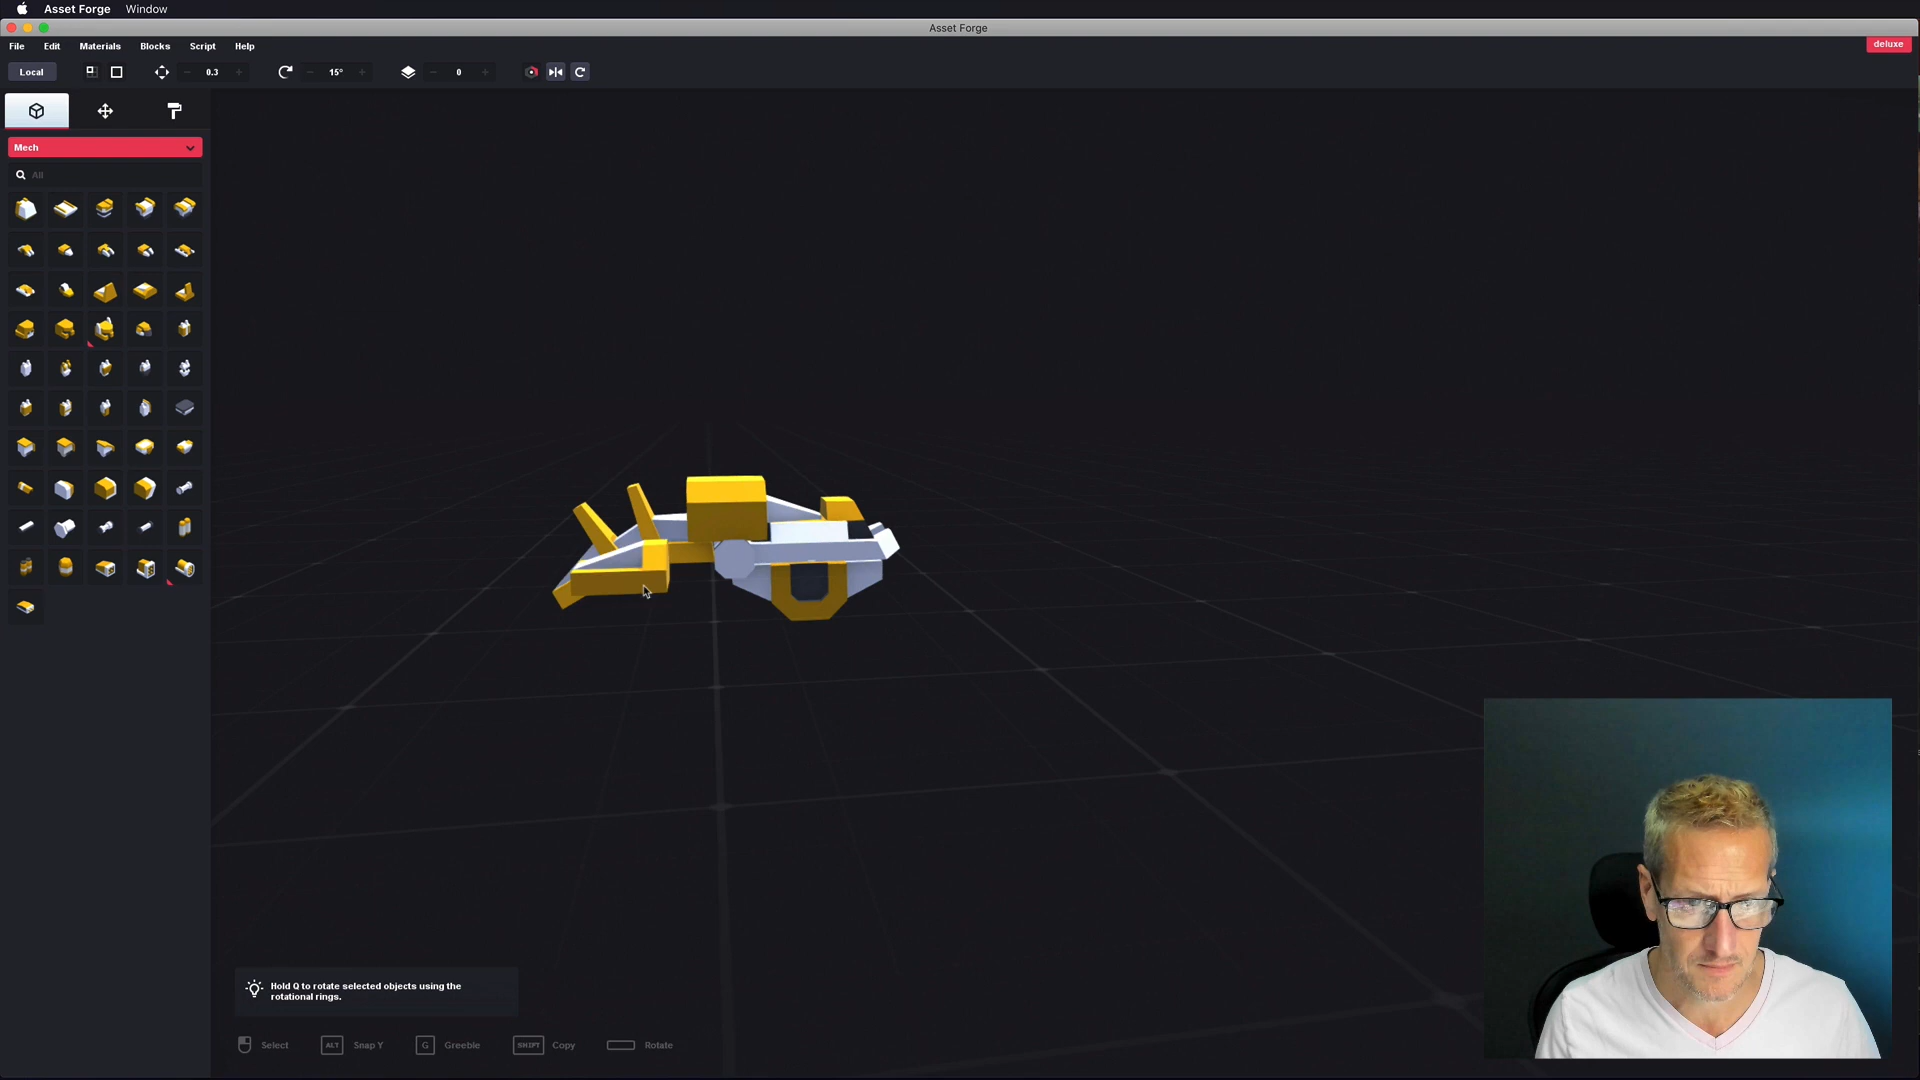 Asset Forge Window
Asset Forge
File Edit Materials Blocks Script Help
deluxe
Local 0.3 15° 0
Mech
All
Hold Q to rotate selected objects using the
rotational rings.
Select ALT Snap Y G Greeble SHIFT Copy Rotate